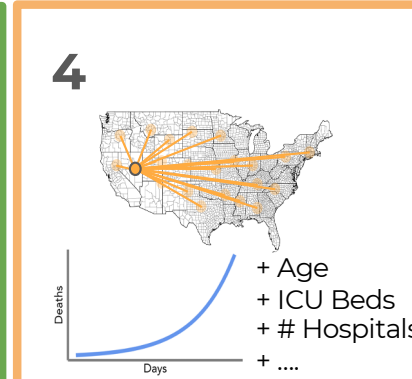 4
Deaths
Days
+ Age
+ ICU Beds
+ # Hospitals
+ ....